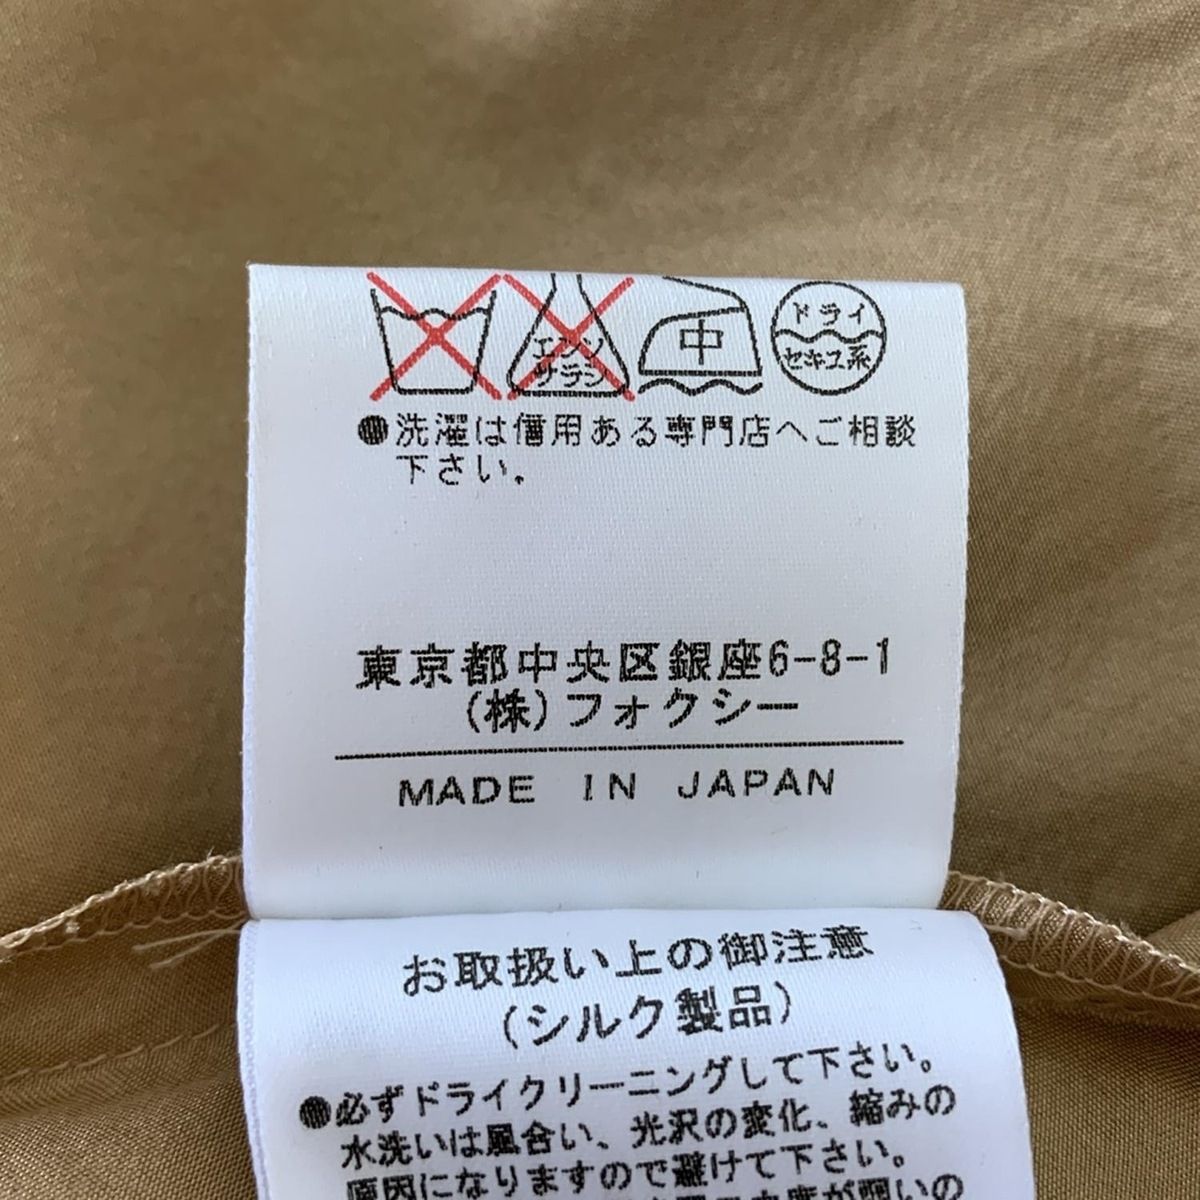 エンソ
サラシ
中
ドライ
セキユ系
●洗濯は信用ある専門店へご相談
下さい。
東京都中央区銀座6-8-1
(株)フォクシー
MADE IN JAPAN
お取扱い上の御注意
(シルク製品)
●必ずドライクリーニングして下さい。
水洗いは風合い、光沢の変化、縮みの
原因になりますので避けて下さい。
が弱いの